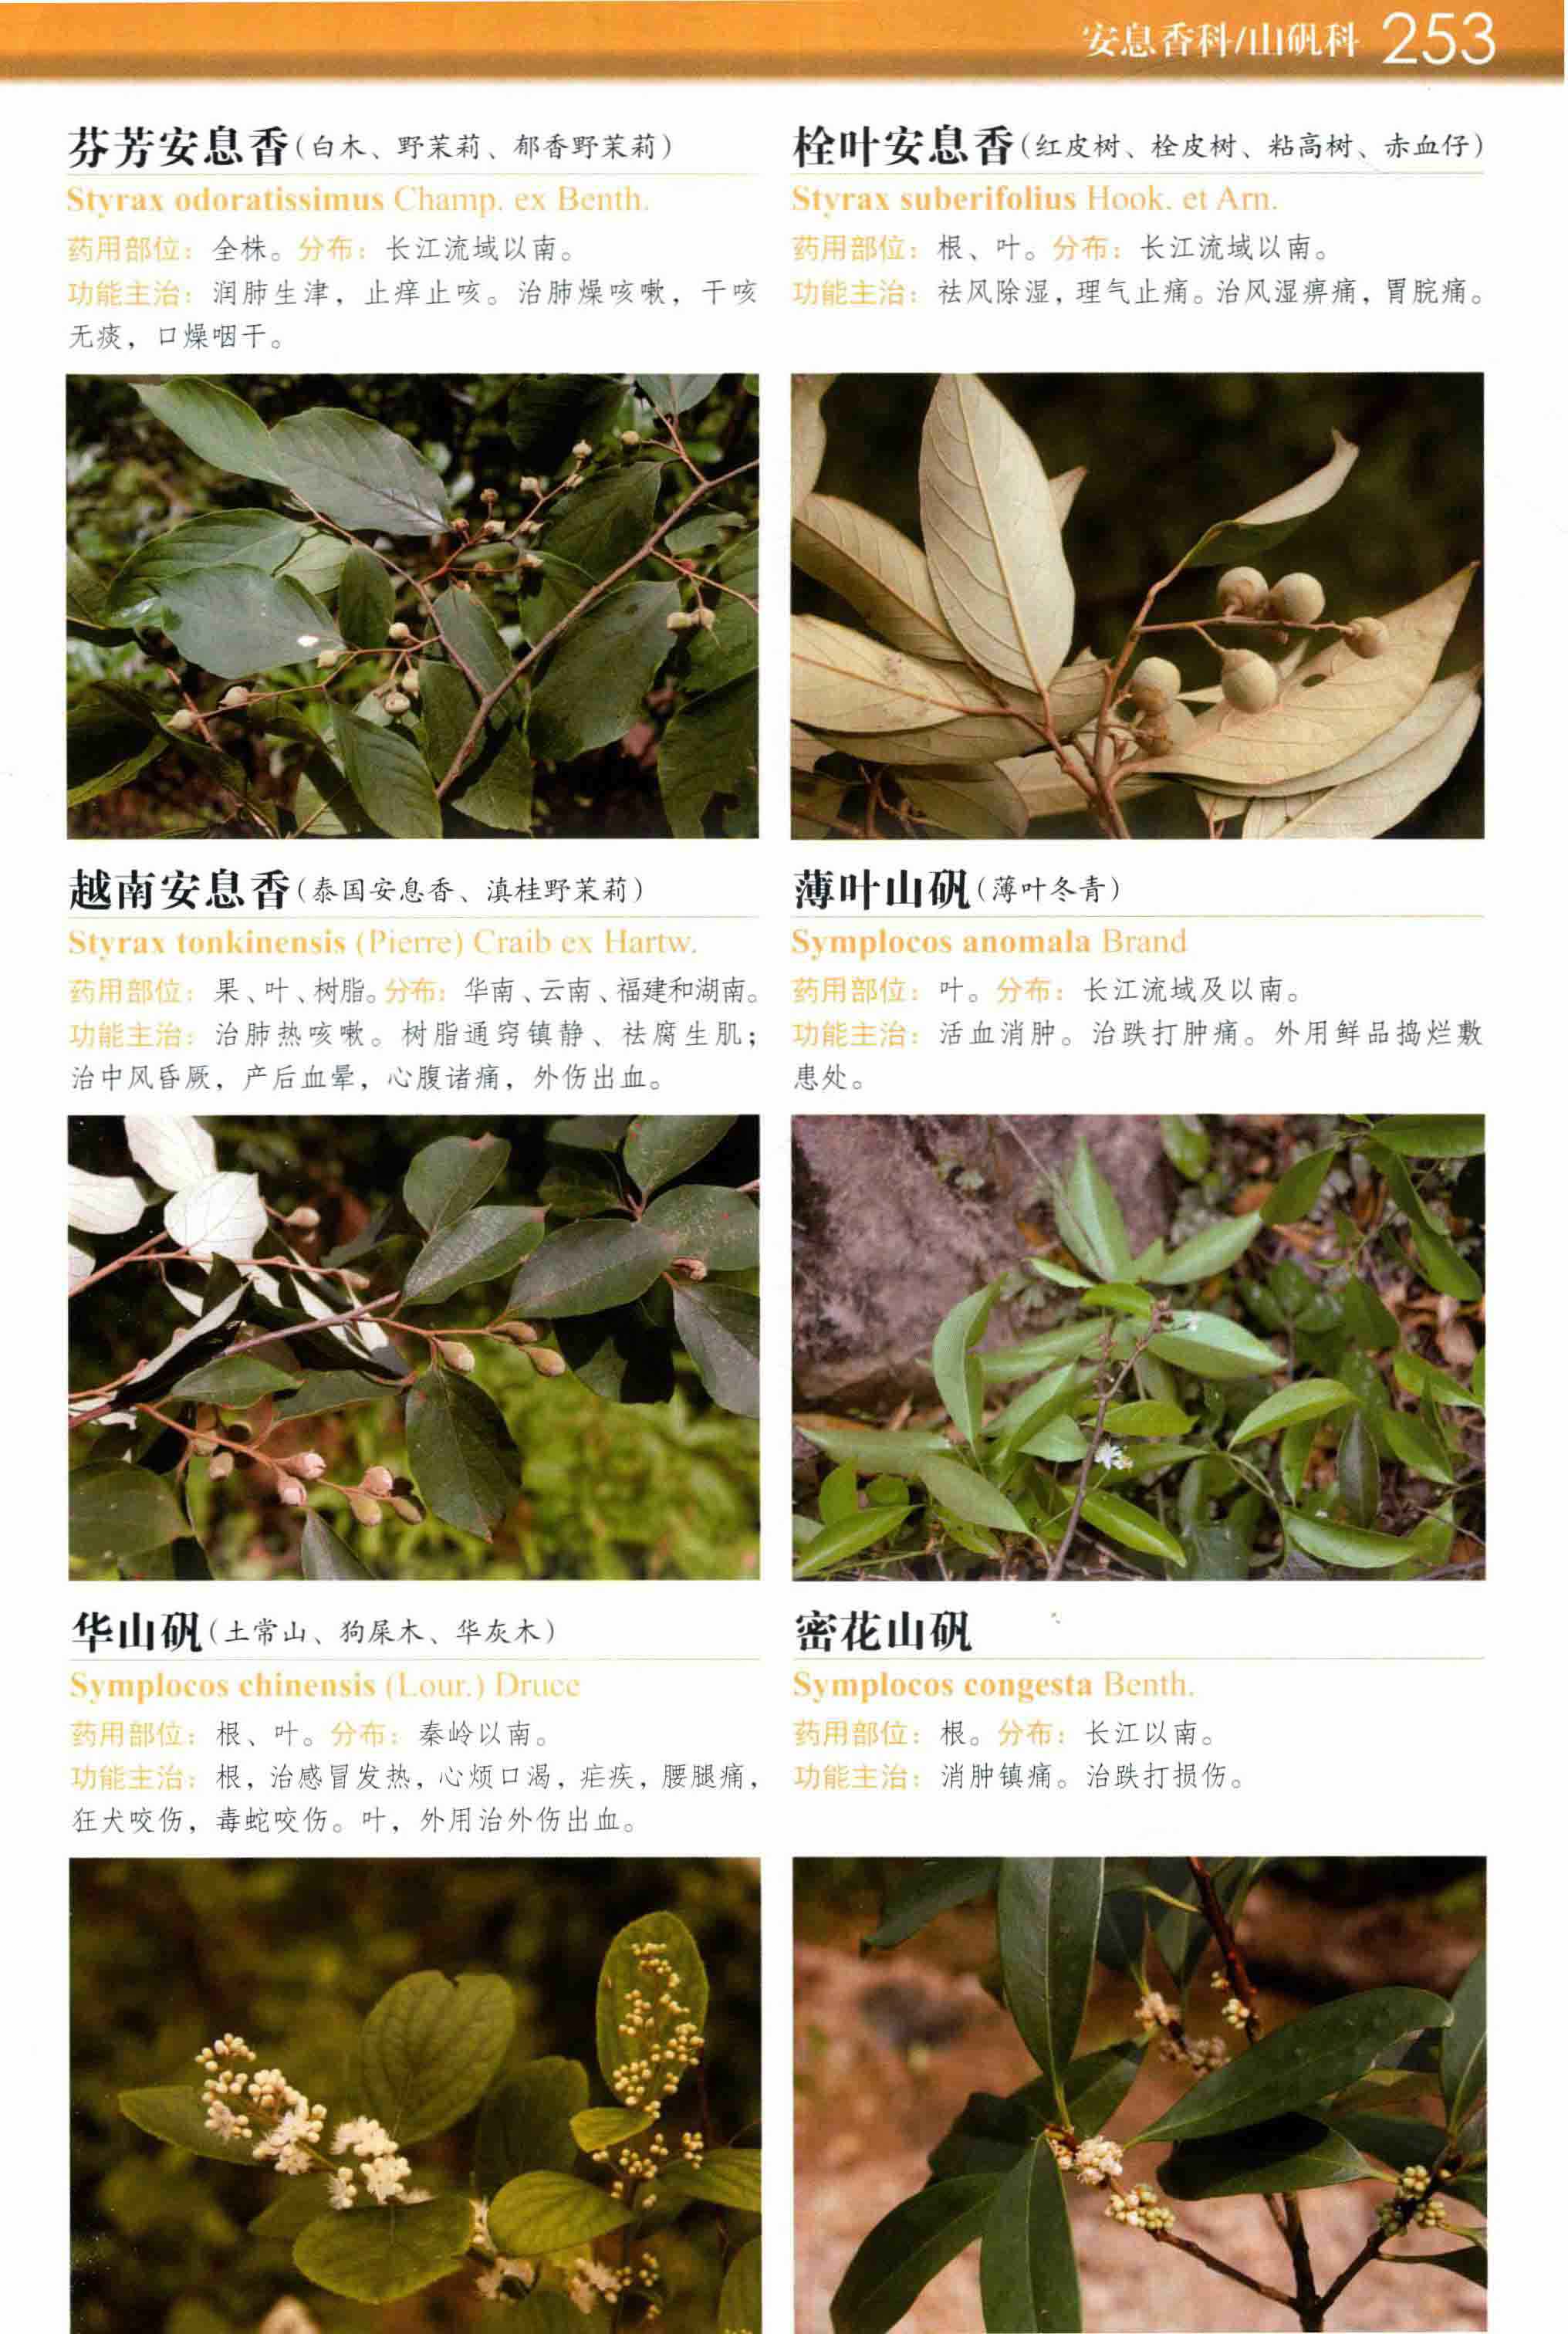 安息香科/山矾科 253
芬芳安息香(白木、野茉莉、郁香野茉莉)
Styrax odoratissimus Champ. ex Benth.
药用部位：全株。分布：长江流域以南。
功能主治：润肺生津，止痒止咳。治肺燥咳嗽，干咳
无痰，口燥咽干。
栓叶安息香(红皮树、栓皮树、粘高树、赤血仔)
Styrax suberifolius Hook. et Arn.
药用部位：根、叶。分布：长江流域以南。
功能主治：祛风除湿，理气止痛。治风湿痹痛，胃脘痛。
越南安息香(泰国安息香、滇桂野茉莉)
Styrax tonkinensis (Pierre) Craib ex Hartw.
药用部位：果、叶、树脂。分布：华南、云南、福建和湖南。
功能主治：治肺热咳嗽。树脂通窍镇静、祛腐生肌；
治中风昏厥，产后血晕，心腹诸痛，外伤出血。
薄叶山矾(薄叶冬青)
Symplocos anomala Brand
药用部位：叶。分布：长江流域及以南。
功能主治：活血消肿。治跌打肿痛。外用鲜品捣烂敷
患处。
华山矾(土常山、狗屎木、华灰木)
Symplocos chinensis (Lour.) Druce
药用部位：根、叶。分布：秦岭以南。
功能主治：根，治感冒发热，心烦口渴，疟疾，腰腿痛，
狂犬咬伤，毒蛇咬伤。叶，外用治外伤出血。
密花山矾
Symplocos congesta Benth.
药用部位：根。分布：长江以南。
功能主治：消肿镇痛。治跌打损伤。